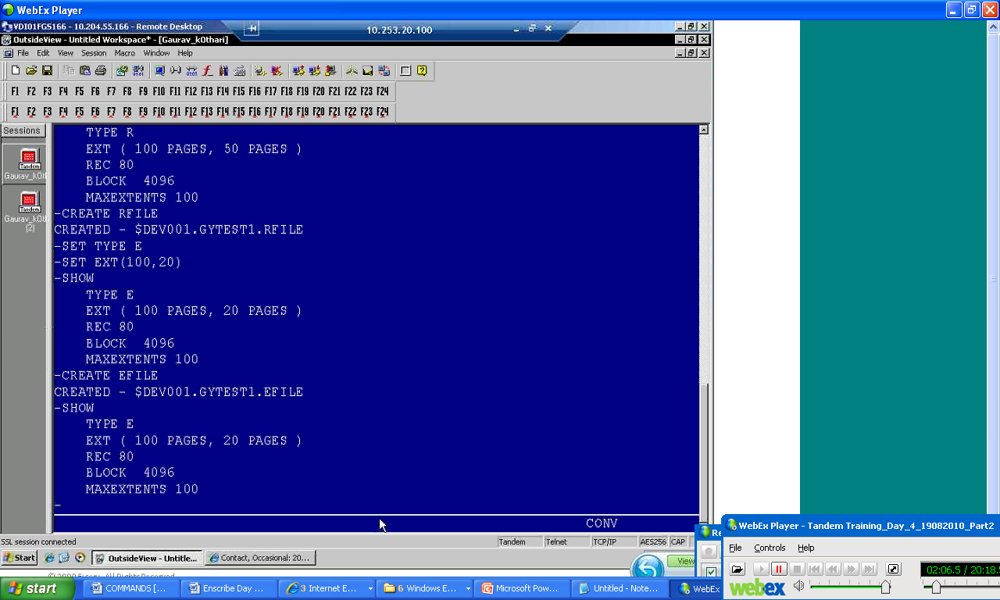 WebEx Player
VDI01FGS166 - 10.204.55.166 - Remote Desktop
10.253.20.100
OutsideView - Untitled Workspace* - [Gaurav_k0thari]
File Edit View Session Macro Window Help
F1 F2 F3 F4 F5 F6 F7 F8 F9 F10 F11 F12 F13 F14 F15 F16 F17 F18 F19 F20 F21 F22 F23 F24
F1 F2 F3 F4 F5 F6 F7 F8 F9 F10 F11 F12 F13 F14 F15 F16 F17 F18 F19 F20 F21 F22 F23 F24
Sessions
Tandem
Gaurav_k0t
Tandem
Gaurav_k0t
[2]
TYPE R
EXT ( 100 PAGES, 50 PAGES )
REC 80
BLOCK 4096
MAXEXTENTS 100
-CREATE RFILE
CREATED - $DEV001.GYTEST1.RFILE
-SET TYPE E
-SET EXT(100,20)
-SHOW
TYPE E
EXT ( 100 PAGES, 20 PAGES )
REC 80
BLOCK 4096
MAXEXTENTS 100
-CREATE EFILE
CREATED - $DEV001.GYTEST1.EFILE
-SHOW
TYPE E
EXT ( 100 PAGES, 20 PAGES )
REC 80
BLOCK 4096
MAXEXTENTS 100
-
CONV
SSL session connected
Tandem Telnet TCP/IP AES256 CAP
Start OutsideView - Untitle... Contact, Occasional: 20...
View
WebEx Player - Tandem Training_Day_4_19082010_Part2
File Controls Help
02:06.5 / 20:18.
webex
start COMMANDS [... Enscribe Day ... 3 Internet E... 6 Windows E... Microsoft Pow... Untitled - Note... WebEx